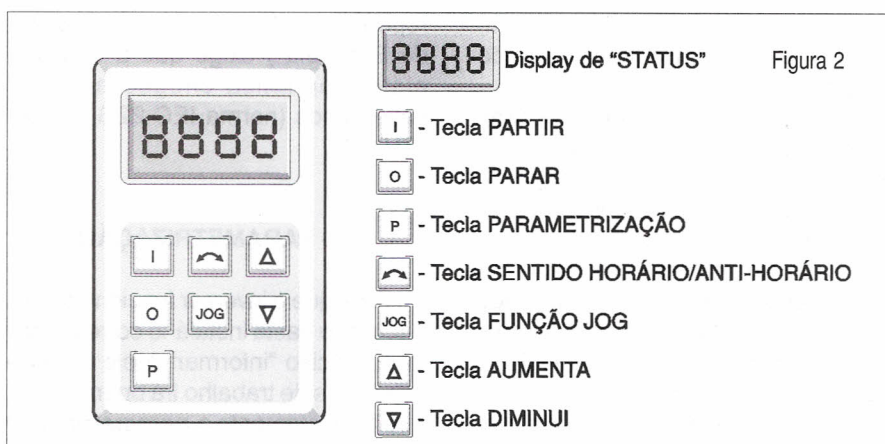 8888 Display de “STATUS” Figura 2
8888
I - Tecla PARTIR
O - Tecla PARAR
P - Tecla PARAMETRIZAÇÃO
- Tecla SENTIDO HORÁRIO/ANTI-HORÁRIO
JOG - Tecla FUNÇÃO JOG
Δ - Tecla AUMENTA
∇ - Tecla DIMINUI
I Δ
O JOG ∇
P